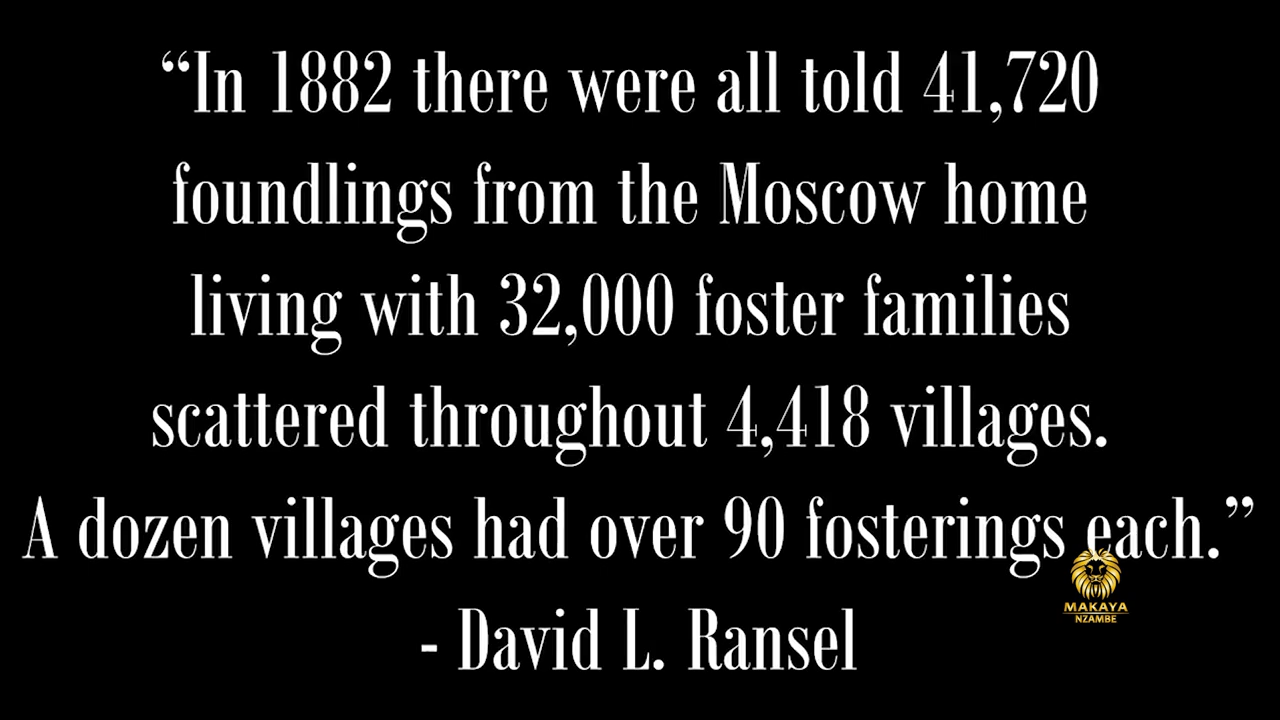 “In 1882 there were all told 41,720
foundlings from the Moscow home
living with 32,000 foster families
scattered throughout 4,418 villages.
A dozen villages had over 90 fosterings each.”
- David L. Ransel
MAKAYA
NZAMBE